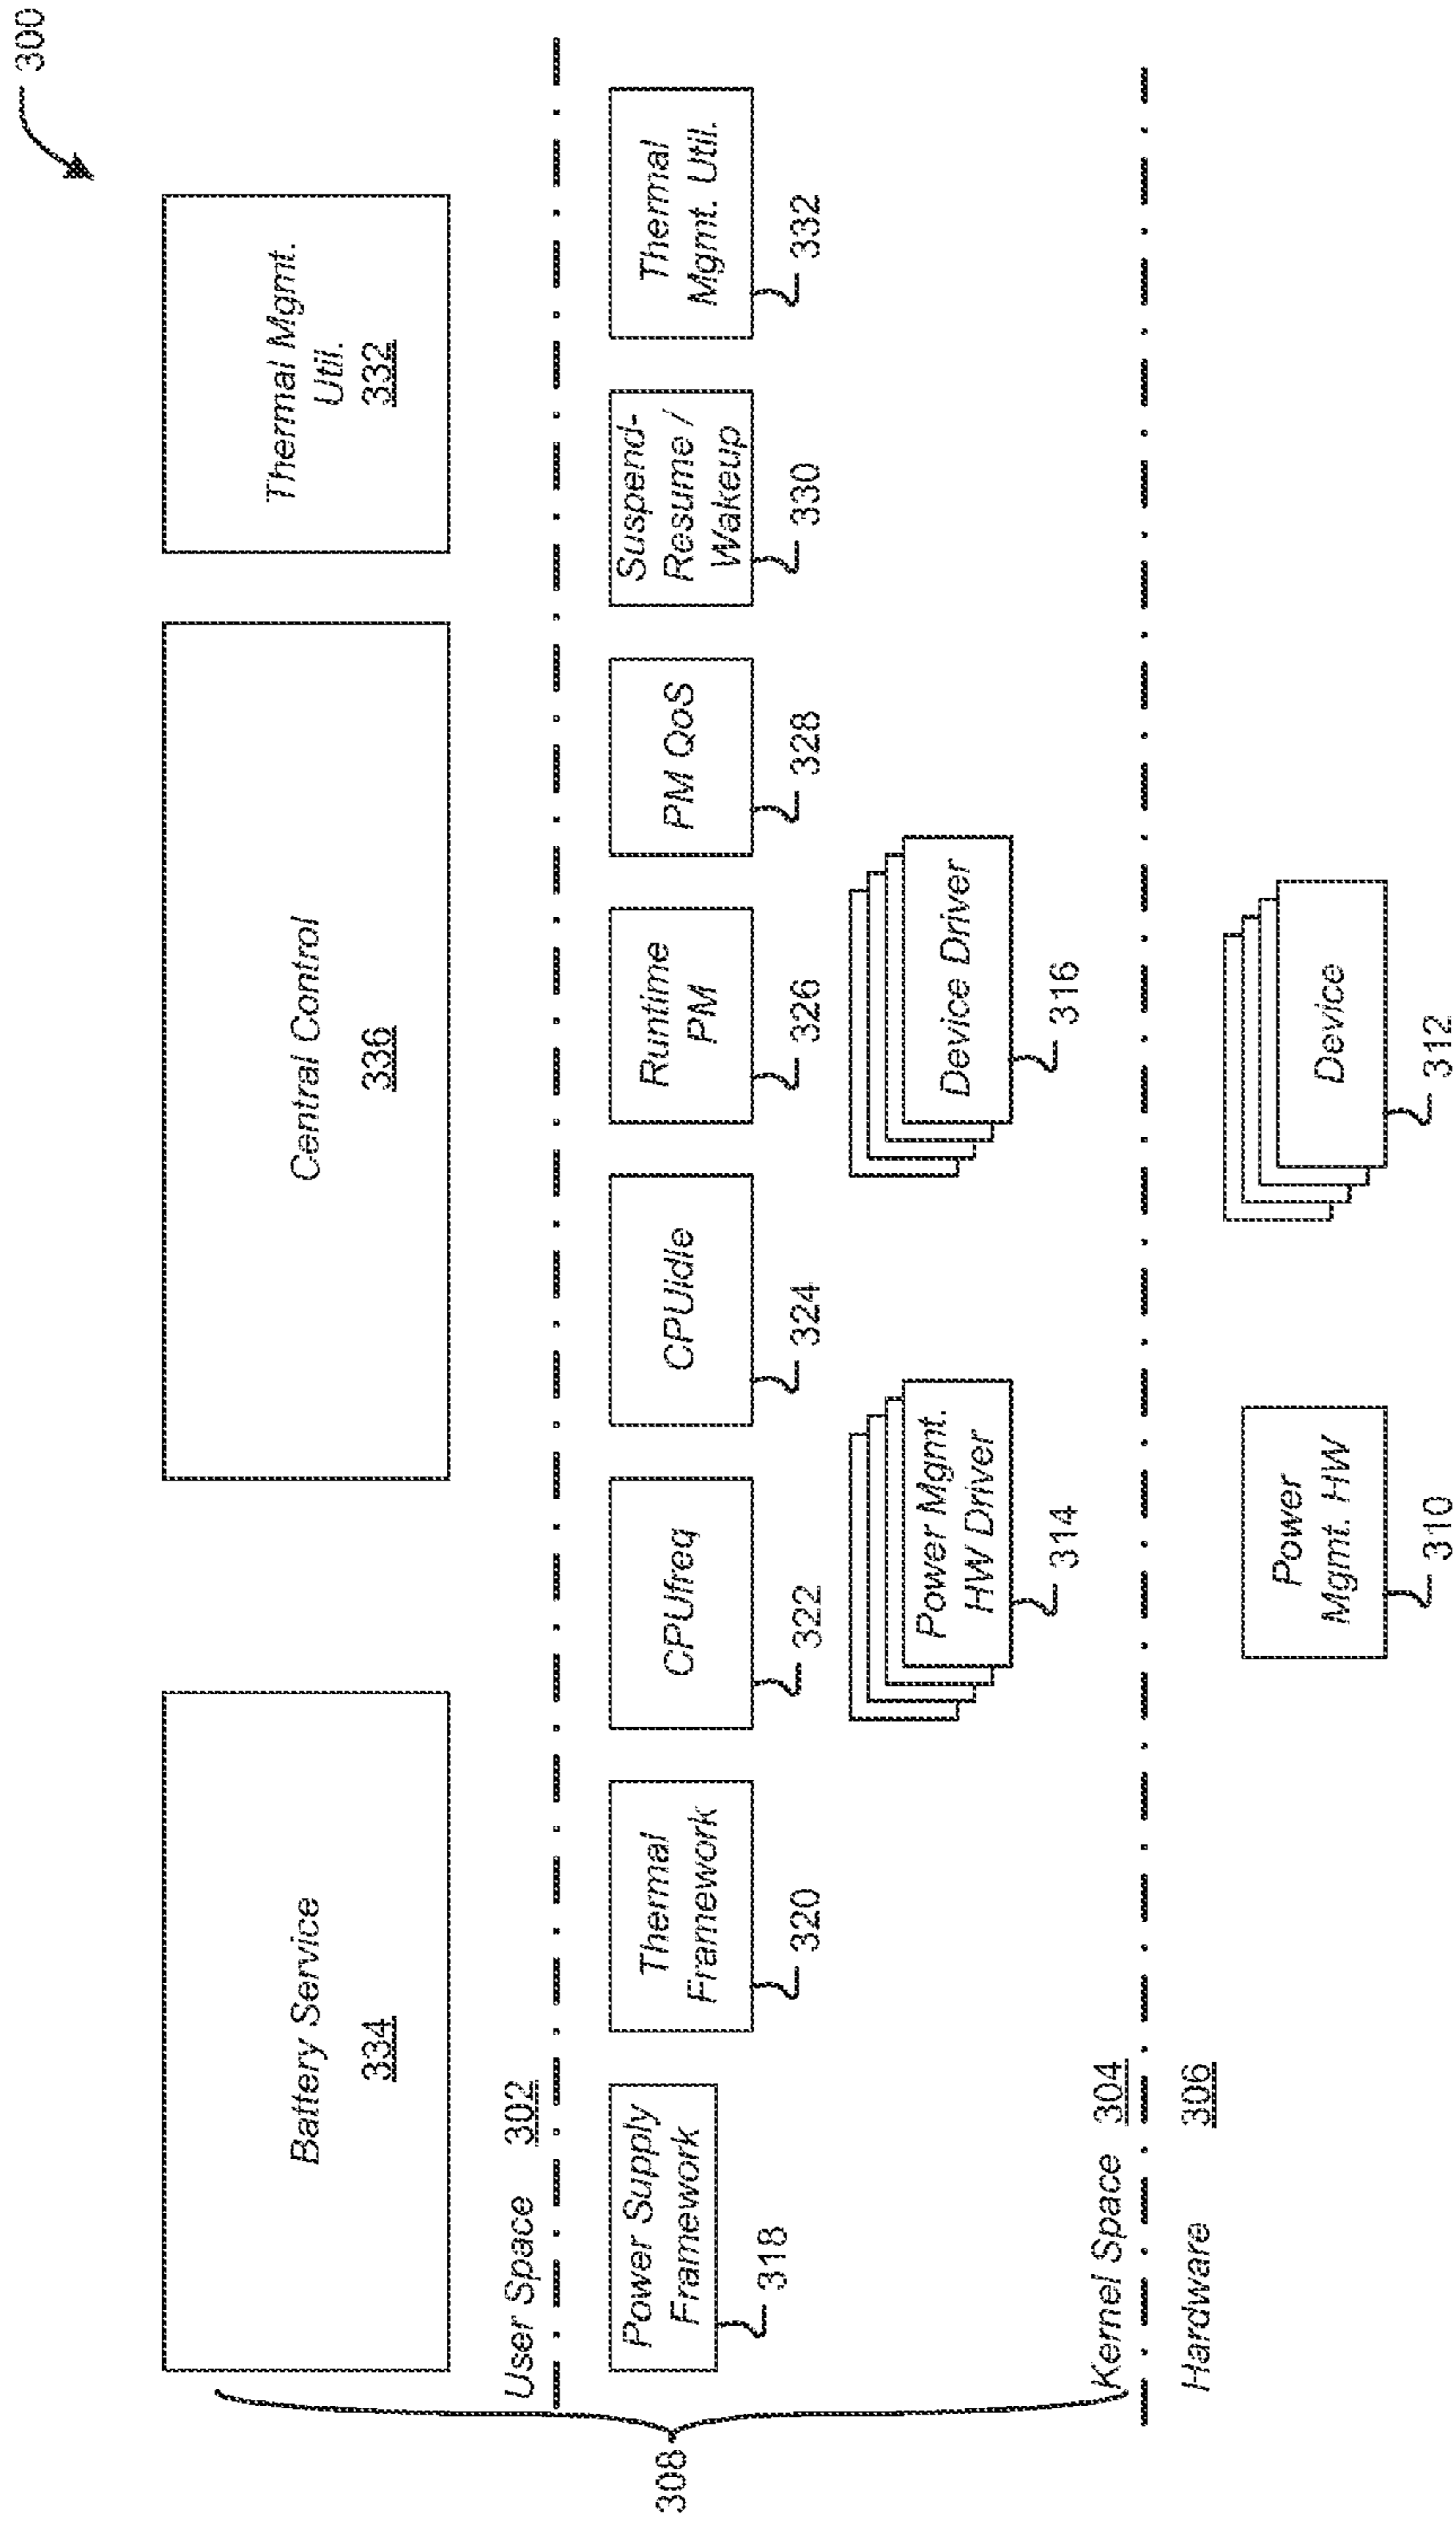 300
Battery Service
334
Central Control
336
Thermal Mgmt.
Util.
332
User Space 302
308
Power Supply
Framework
318
Thermal
Framework
320
CPUfreq
322
CPUidle
324
Runtime
PM
326
PM QoS
328
Suspend-
Resume /
Wakeup
330
Thermal
Mgmt. Util.
332
Power Mgmt.
HW Driver
314
Device Driver
316
Kernel Space 304
Hardware 306
Power
Mgmt. HW
310
Device
312